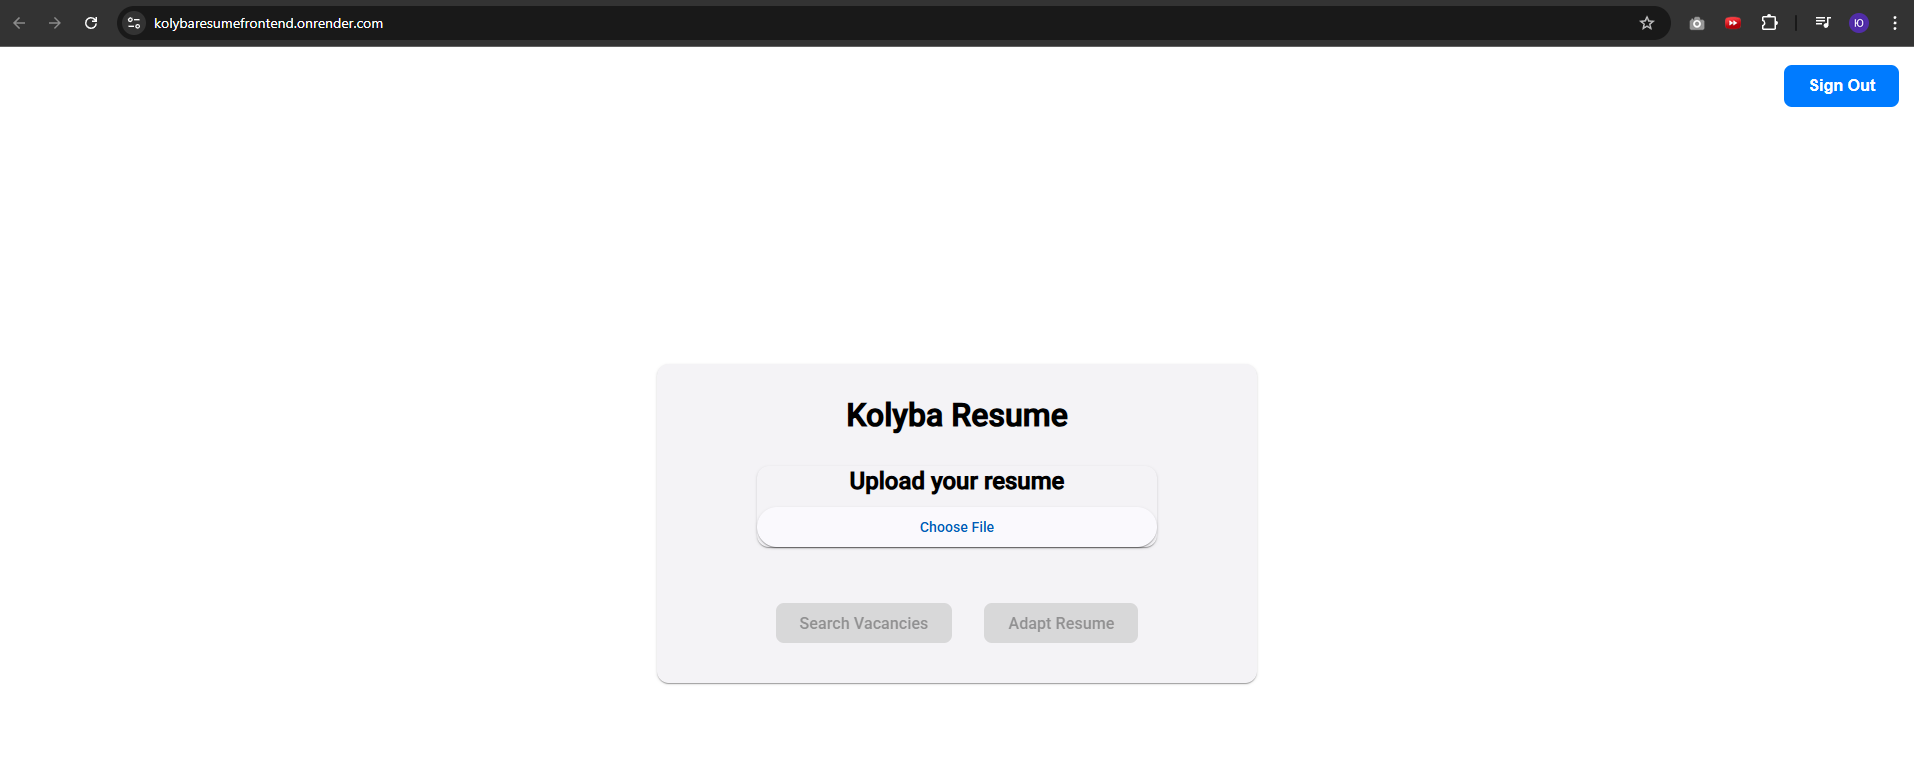 kolybaresumefrontend.onrender.com
Ю
Sign Out
Kolyba Resume
Upload your resume
Choose File
Search Vacancies
Adapt Resume